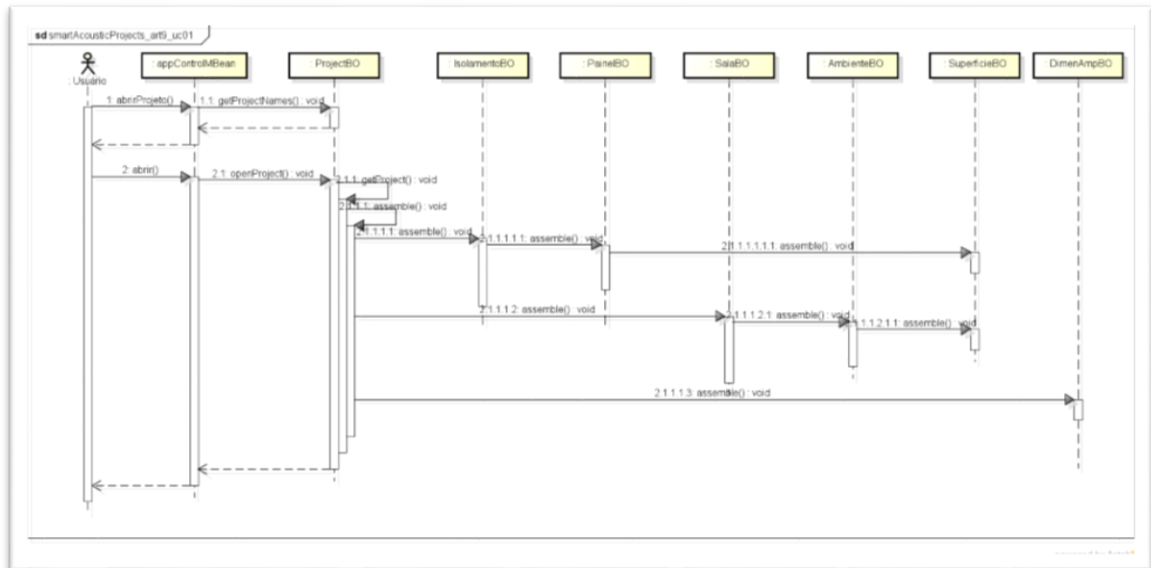 sd smartAcousticProjects_art9_uc01
: Usuário
: appControlMBean
: ProjectBO
: IsolamentoBO
: PainelBO
: SalaBO
: AmbienteBO
: SuperficieBO
: DimenAmpBO
1: abrirProjeto()
1.1: getProjectNames() : void
2: abrir()
2.1: openProject() : void
2.1.1: getProject() : void
2.1.1.1: assemble() : void
2.1.1.1.1: assemble() : void
2.1.1.1.1.1: assemble() : void
2.1.1.1.1.1.1: assemble() : void
2.1.1.1.2: assemble() : void
2.1.1.1.2.1: assemble() : void
1.1.1.2.1.1: assemble() : void
2.1.1.1.3: assemble() : void